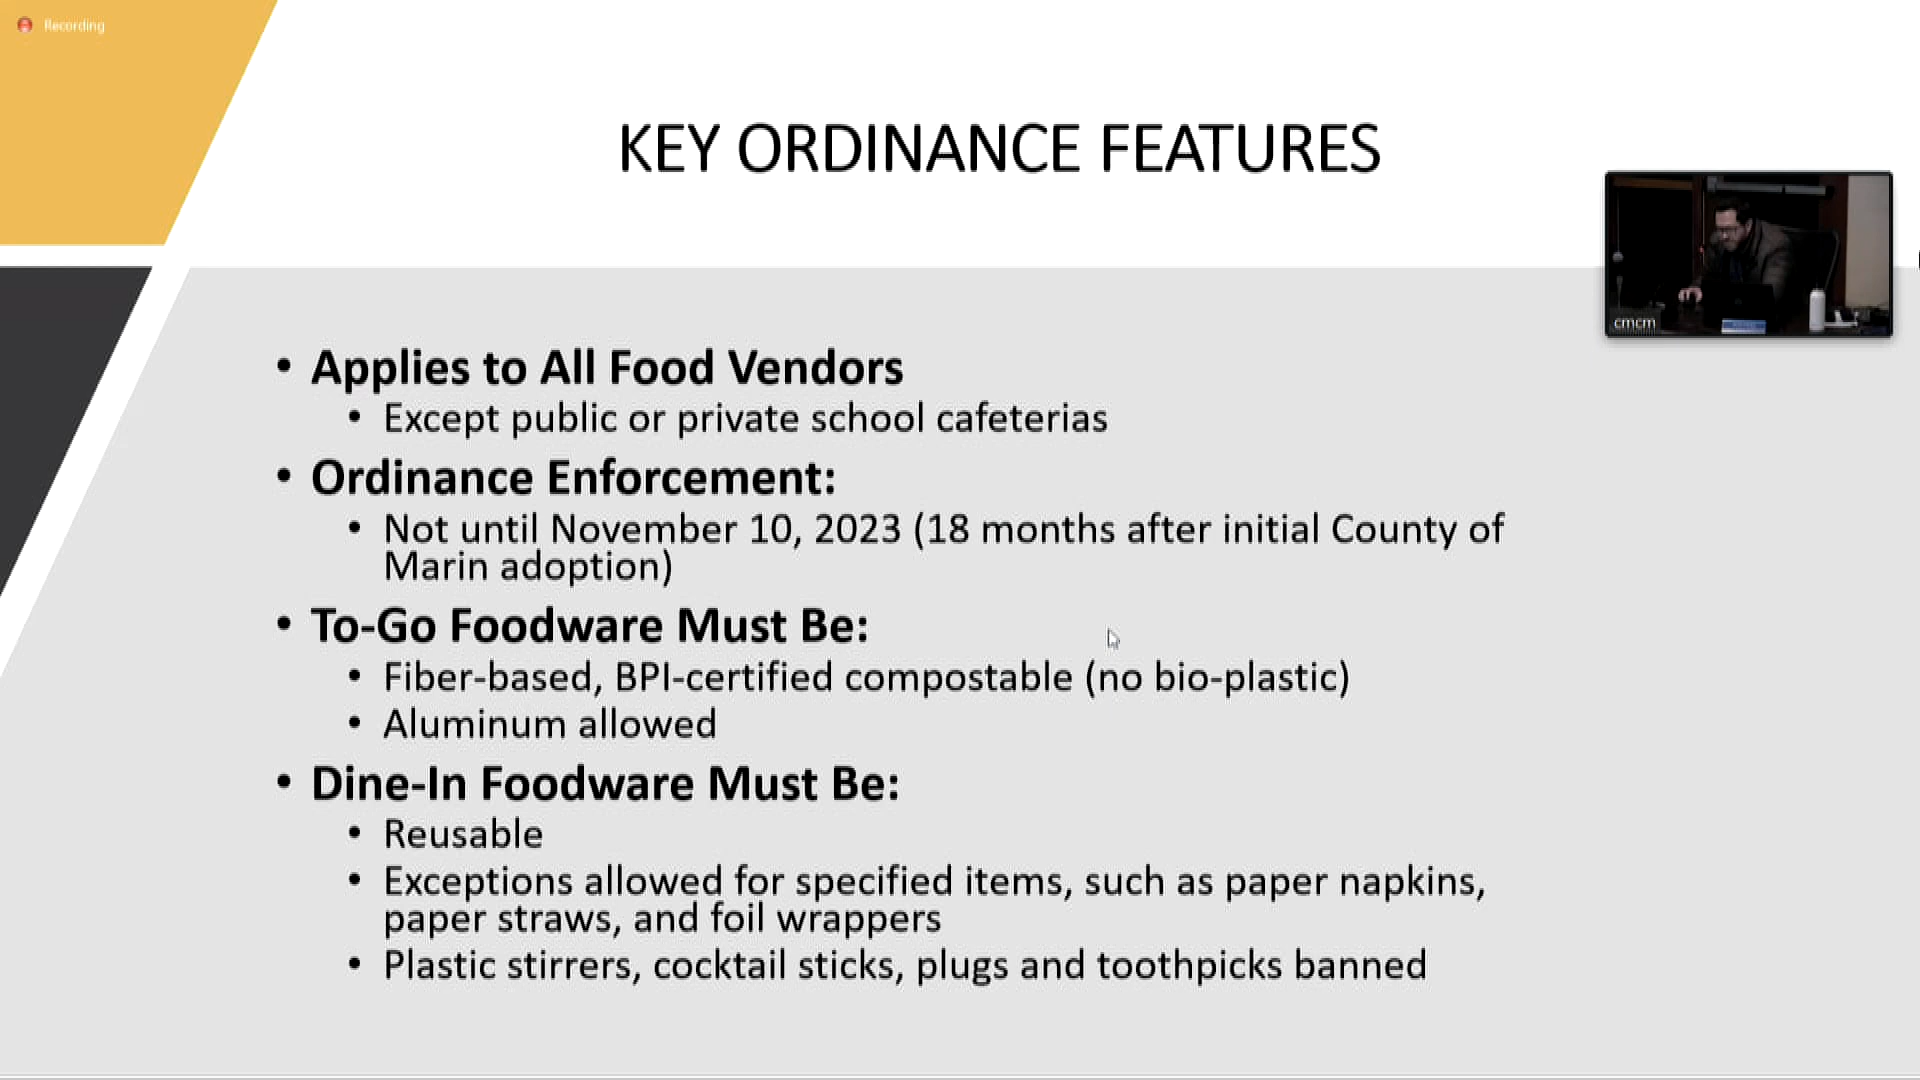 Recording
KEY ORDINANCE FEATURES
cmcm
• Applies to All Food Vendors
• Except public or private school cafeterias
• Ordinance Enforcement:
• Not until November 10, 2023 (18 months after initial County of
Marin adoption)
• To-Go Foodware Must Be:
• Fiber-based, BPI-certified compostable (no bio-plastic)
• Aluminum allowed
• Dine-In Foodware Must Be:
• Reusable
• Exceptions allowed for specified items, such as paper napkins,
paper straws, and foil wrappers
• Plastic stirrers, cocktail sticks, plugs and toothpicks banned